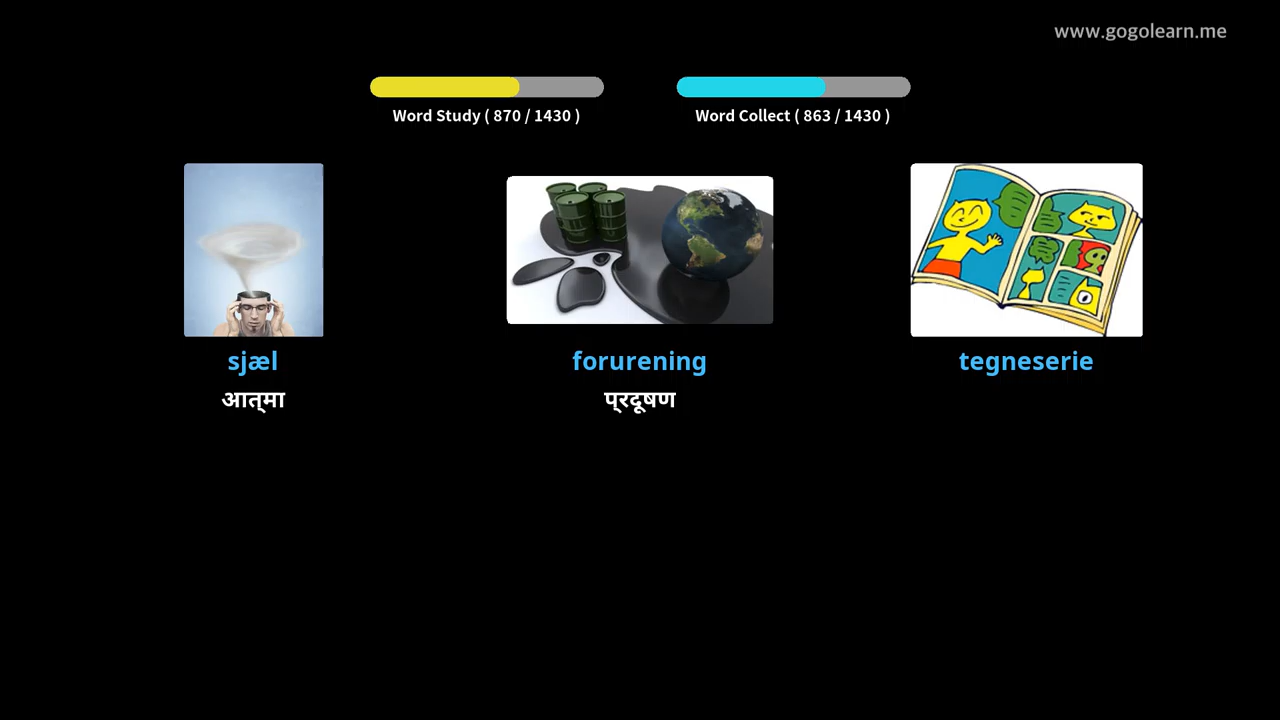 www.gogolearn.me
Word Study ( 870 / 1430 )
Word Collect ( 863 / 1430 )
sjæl
forurening
tegneserie
आत्मा
प्रदूषण